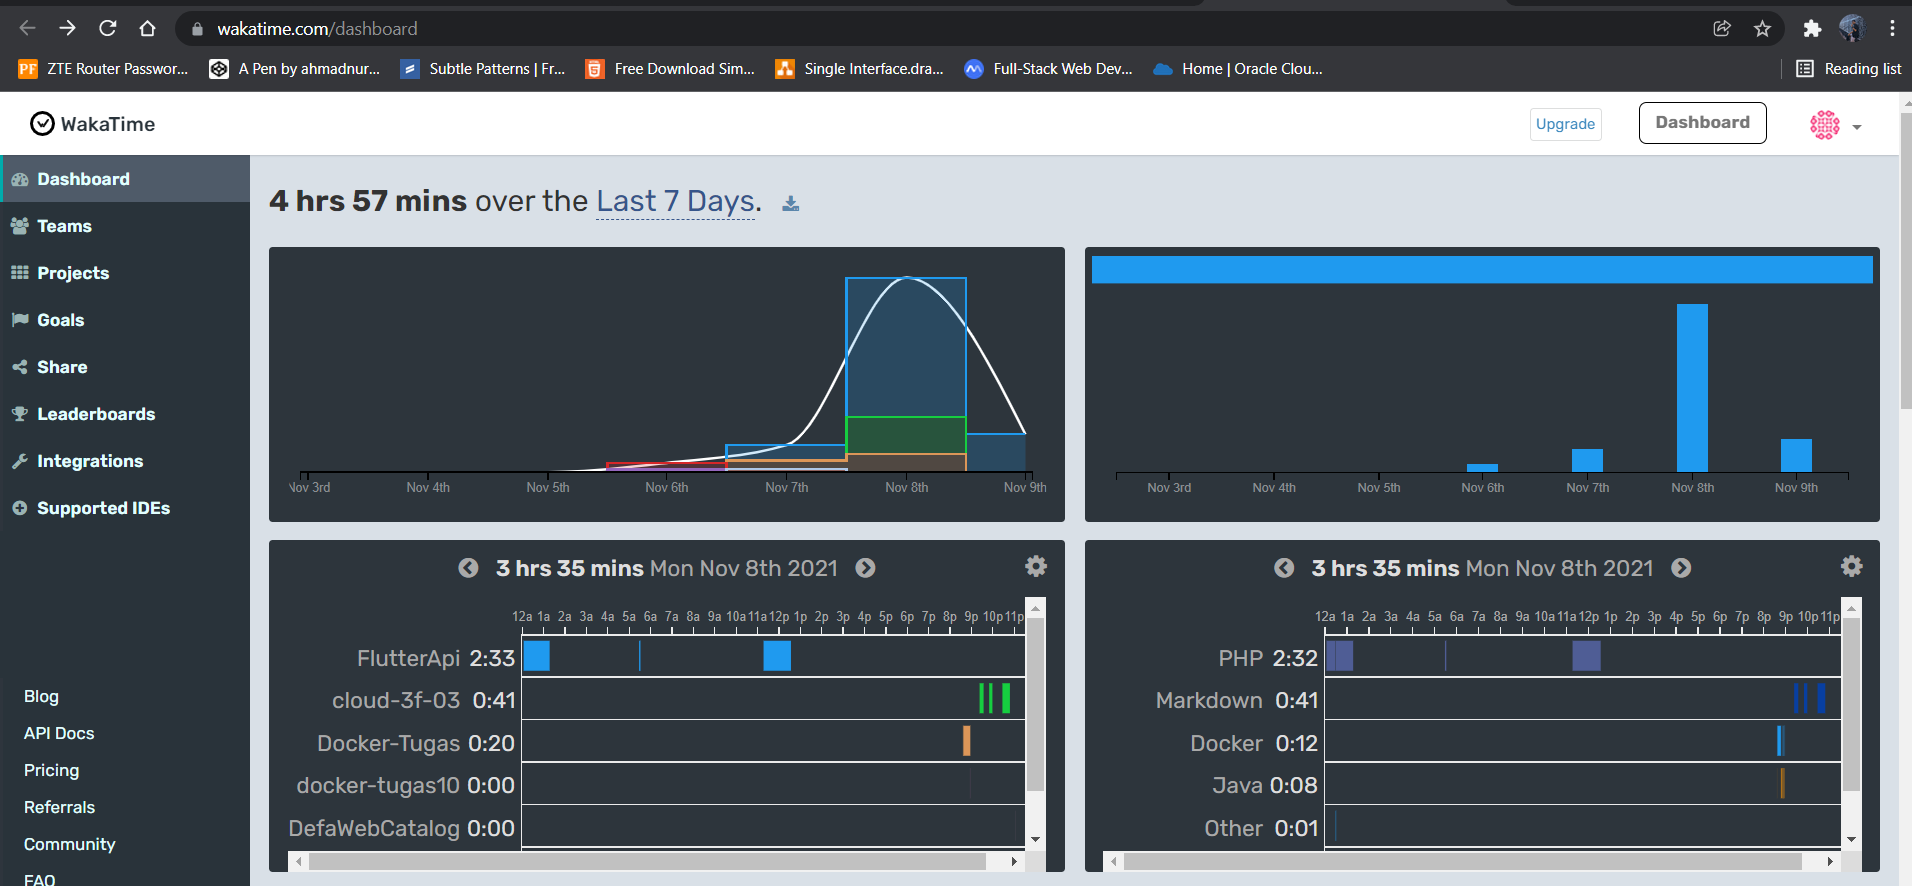 wakatime.com/dashboard
ZTE Router Passwor...
A Pen by ahmadnur...
Subtle Patterns | Fr...
Free Download Sim...
Single Interface.dra...
Full-Stack Web Dev...
Home | Oracle Clou...
Reading list
WakaTime
Upgrade
Dashboard
Dashboard
Teams
Projects
Goals
Share
Leaderboards
Integrations
Supported IDEs
Blog
API Docs
Pricing
Referrals
Community
FAQ
4 hrs 57 mins over the Last 7 Days.
Nov 3rd Nov 4th Nov 5th Nov 6th Nov 7th Nov 8th Nov 9th
Nov 3rd Nov 4th Nov 5th Nov 6th Nov 7th Nov 8th Nov 9th
3 hrs 35 mins Mon Nov 8th 2021
12a 1a 2a 3a 4a 5a 6a 7a 8a 9a 10a 11a 12p 1p 2p 3p 4p 5p 6p 7p 8p 9p 10p 11p
FlutterApi 2:33
cloud-3f-03 0:41
Docker-Tugas 0:20
docker-tugas10 0:00
DefaWebCatalog 0:00
3 hrs 35 mins Mon Nov 8th 2021
12a 1a 2a 3a 4a 5a 6a 7a 8a 9a 10a 11a 12p 1p 2p 3p 4p 5p 6p 7p 8p 9p 10p 11p
PHP 2:32
Markdown 0:41
Docker 0:12
Java 0:08
Other 0:01